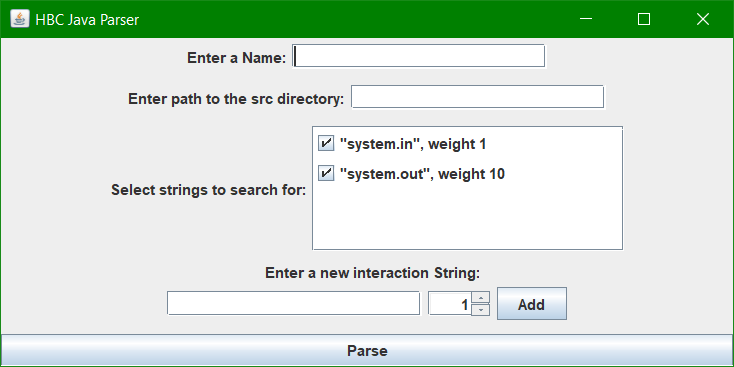 HBC Java Parser
Enter a Name:
Enter path to the src directory:
Select strings to search for:
"system.in", weight 1
"system.out", weight 10
Enter a new interaction String:
1 Add
Parse